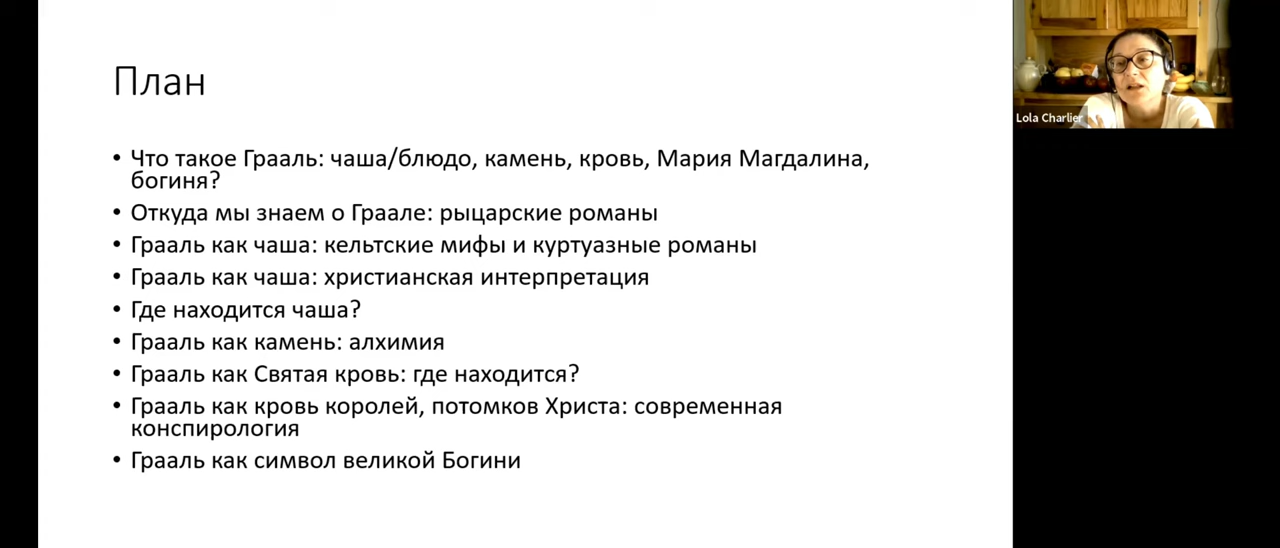 План
• Что такое Грааль: чаша/блюдо, камень, кровь, Мария Магдалина,
богиня?
• Откуда мы знаем о Граале: рыцарские романы
• Грааль как чаша: кельтские мифы и куртуазные романы
• Грааль как чаша: христианская интерпретация
• Где находится чаша?
• Грааль как камень: алхимия
• Грааль как Святая кровь: где находится?
• Грааль как кровь королей, потомков Христа: современная
конспирология
• Грааль как символ великой Богини
Lola Charlier